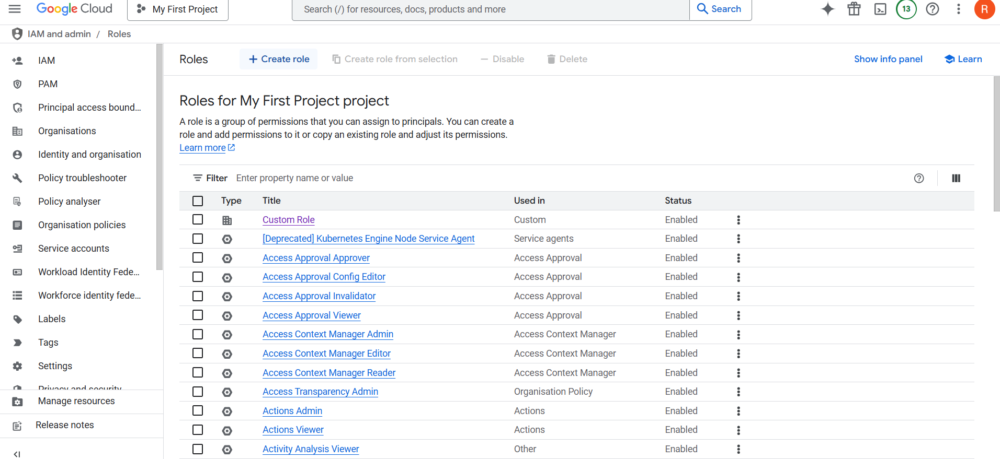 Google Cloud
My First Project
Search (/) for resources, docs, products and more
Search
13
R
IAM and admin / Roles
IAM
PAM
Principal access bound...
Organisations
Identity and organisation
Policy troubleshooter
Policy analyser
Organisation policies
Service accounts
Workload Identity Fede...
Workforce identity fede...
Labels
Tags
Settings
Privacy and security
Manage resources
Release notes
Roles
Create role
Create role from selection
Disable
Delete
Show info panel
Learn
Roles for My First Project project
A role is a group of permissions that you can assign to principals. You can create a
role and add permissions to it or copy an existing role and adjust its permissions.
Learn more
Filter Enter property name or value
Type Title Used in Status
Custom Role Custom Enabled
[Deprecated] Kubernetes Engine Node Service Agent Service agents Enabled
Access Approval Approver Access Approval Enabled
Access Approval Config Editor Access Approval Enabled
Access Approval Invalidator Access Approval Enabled
Access Approval Viewer Access Approval Enabled
Access Context Manager Admin Access Context Manager Enabled
Access Context Manager Editor Access Context Manager Enabled
Access Context Manager Reader Access Context Manager Enabled
Access Transparency Admin Organisation Policy Enabled
Actions Admin Actions Enabled
Actions Viewer Actions Enabled
Activity Analysis Viewer Other Enabled